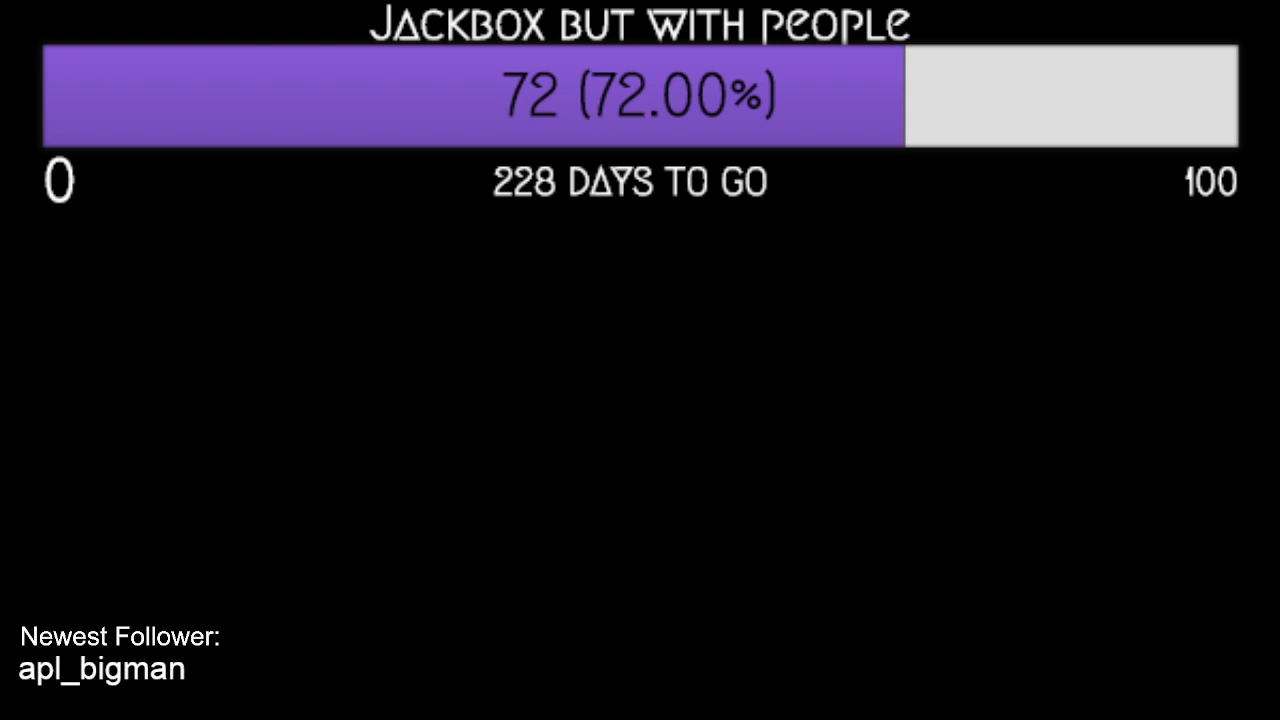 JACKBOX BUT WITH PEOPLE
72 (72.00%)
0 228 DAYS TO GO 100
Newest Follower:
apl_bigman